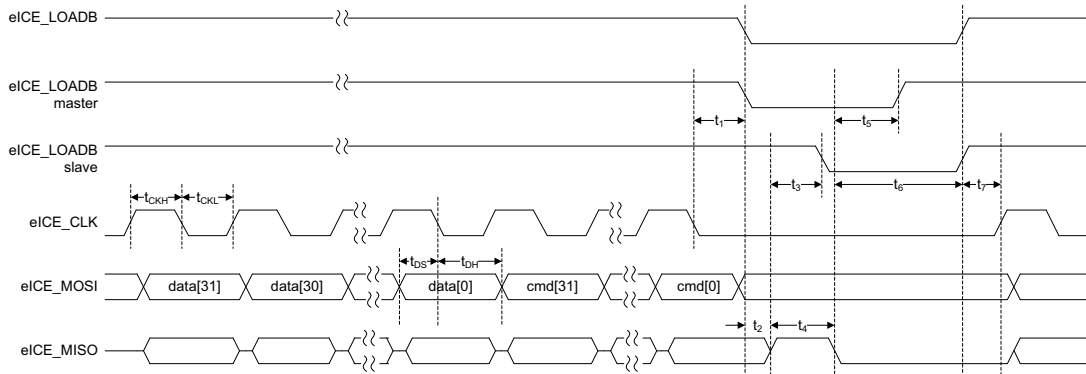 eICE_LOADB
eICE_LOADB
master
t1
t5
eICE_LOADB
slave
t3
t6
t7
tCKH
tCKL
eICE_CLK
tDS
tDH
eICE_MOSI
data[31]
data[30]
data[0]
cmd[31]
cmd[0]
t2
t4
eICE_MISO